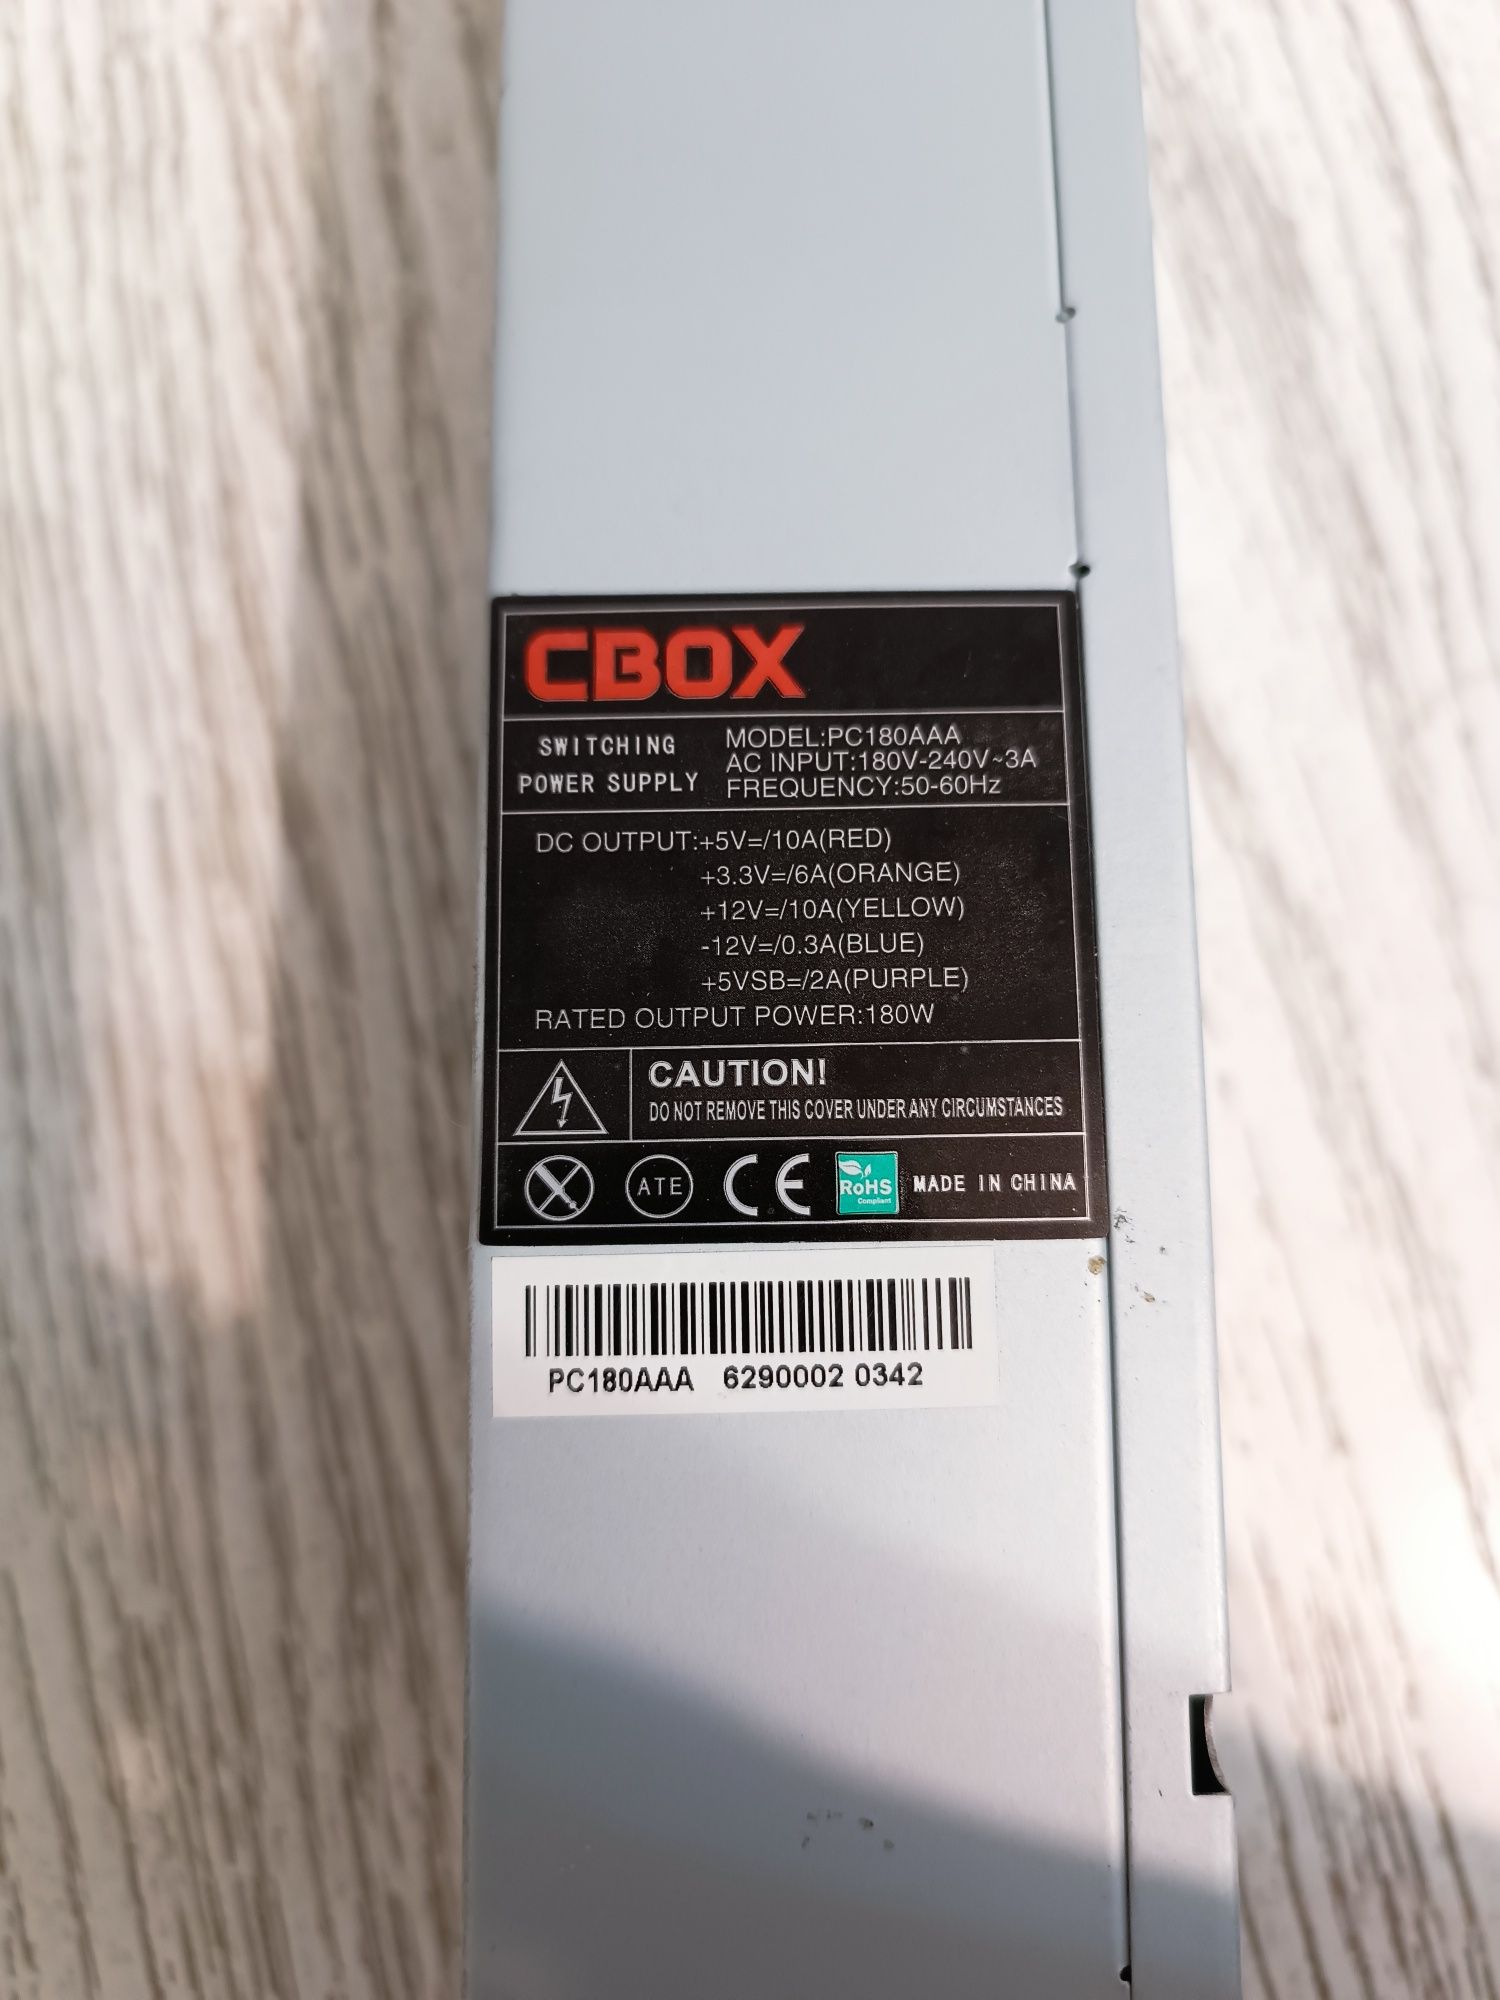 CBOX
SWITCHING
POWER SUPPLY
MODEL:PC180AAA
AC INPUT:180V-240V~3A
FREQUENCY:50-60Hz
DC OUTPUT:+5V=/10A(RED)
+3.3V=/6A(ORANGE)
+12V=/10A(YELLOW)
-12V=/0.3A(BLUE)
+5VSB=/2A(PURPLE)
RATED OUTPUT POWER:180W
CAUTION!
DO NOT REMOVE THIS COVER UNDER ANY CIRCUMSTANCES
ATE
CE
RoHS
Compliant
MADE IN CHINA
PC180AAA 6290002 0342